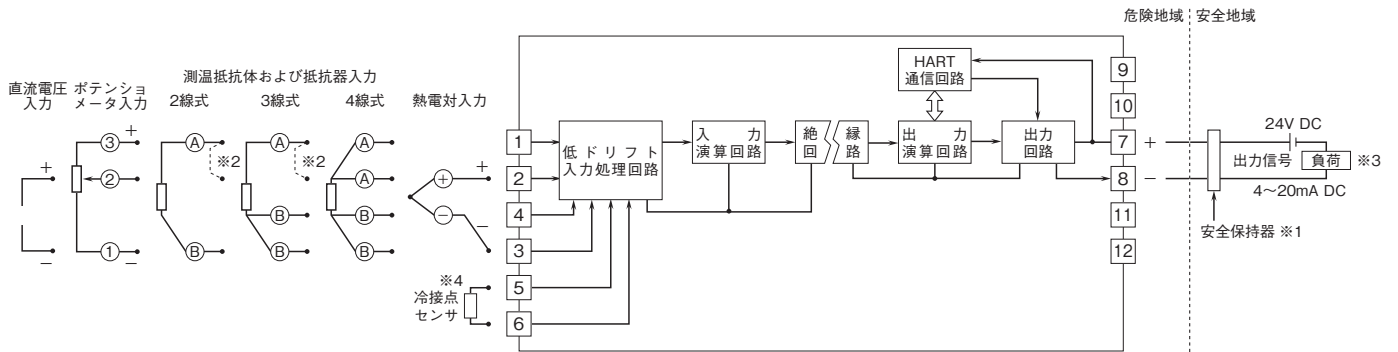 危険地域 安全地域
直流電圧
入力
ポテンショ
メータ入力
測温抵抗体および抵抗器入力
2線式
3線式
4線式
熱電対入力
+
−
3
+
2
1
−
A
※2
B
A
※2
B
B
A
A
B
B
+
+
−
−
※4
冷接点
センサ
1
2
4
3
5
6
低ドリフト
入力処理回路
入力
演算回路
絶縁
回路
HART
通信回路
出力
演算回路
出力
回路
9
10
7
8
11
12
+
−
24V DC
出力信号
負荷
※3
4～20mA DC
安全保持器 ※1